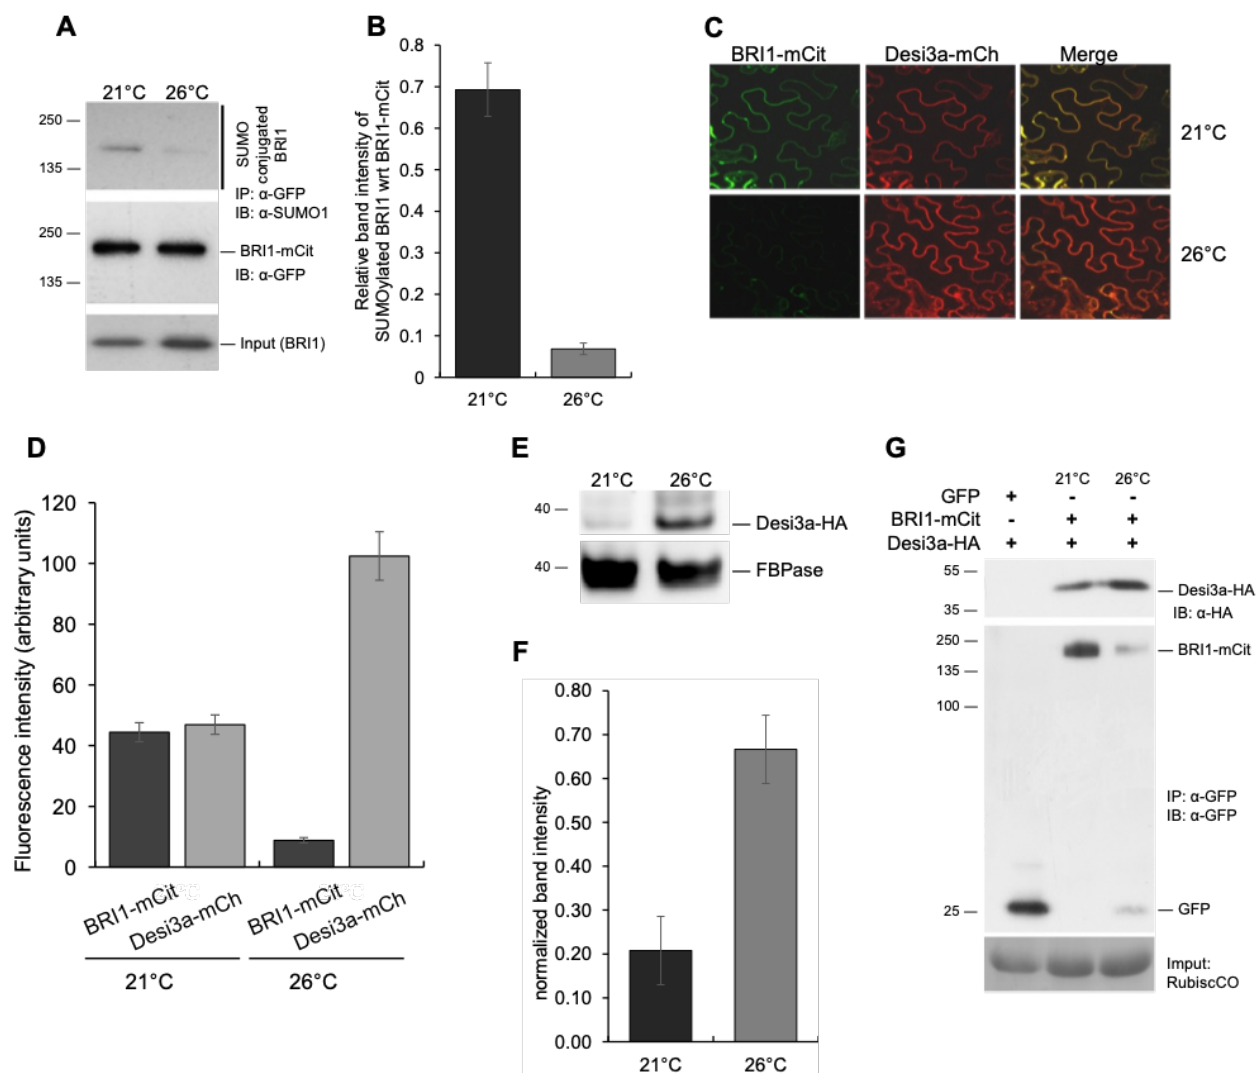 A
21°C 26°C
250
135
SUMO
conjugated
BRI1
IP: α-GFP
IB: α-SUMO1
250
BRI1-mCit
IB: α-GFP
135
Input (BRI1)
B
Relative band intensity of
SUMOylated BRI1 wrt BRI1-mCit
0.8
0.7
0.6
0.5
0.4
0.3
0.2
0.1
0
21°C 26°C
C
BRI1-mCit Desi3a-mCh Merge
21°C
26°C
D
Fluorescence intensity (arbitrary units)
120
100
80
60
40
20
0
BRI1-mCit Desi3a-mCh BRI1-mCit Desi3a-mCh
21°C 26°C
E
21°C 26°C
40
Desi3a-HA
40
FBPase
F
normalized band intensity
0.80
0.70
0.60
0.50
0.40
0.30
0.20
0.10
0.00
21°C 26°C
G
21°C 26°C
GFP + - -
BRI1-mCit - + +
Desi3a-HA + + +
55
Desi3a-HA
35
IB: α-HA
250
BRI1-mCit
135
100
IP: α-GFP
IB: α-GFP
25
GFP
Imput:
RubiscCO